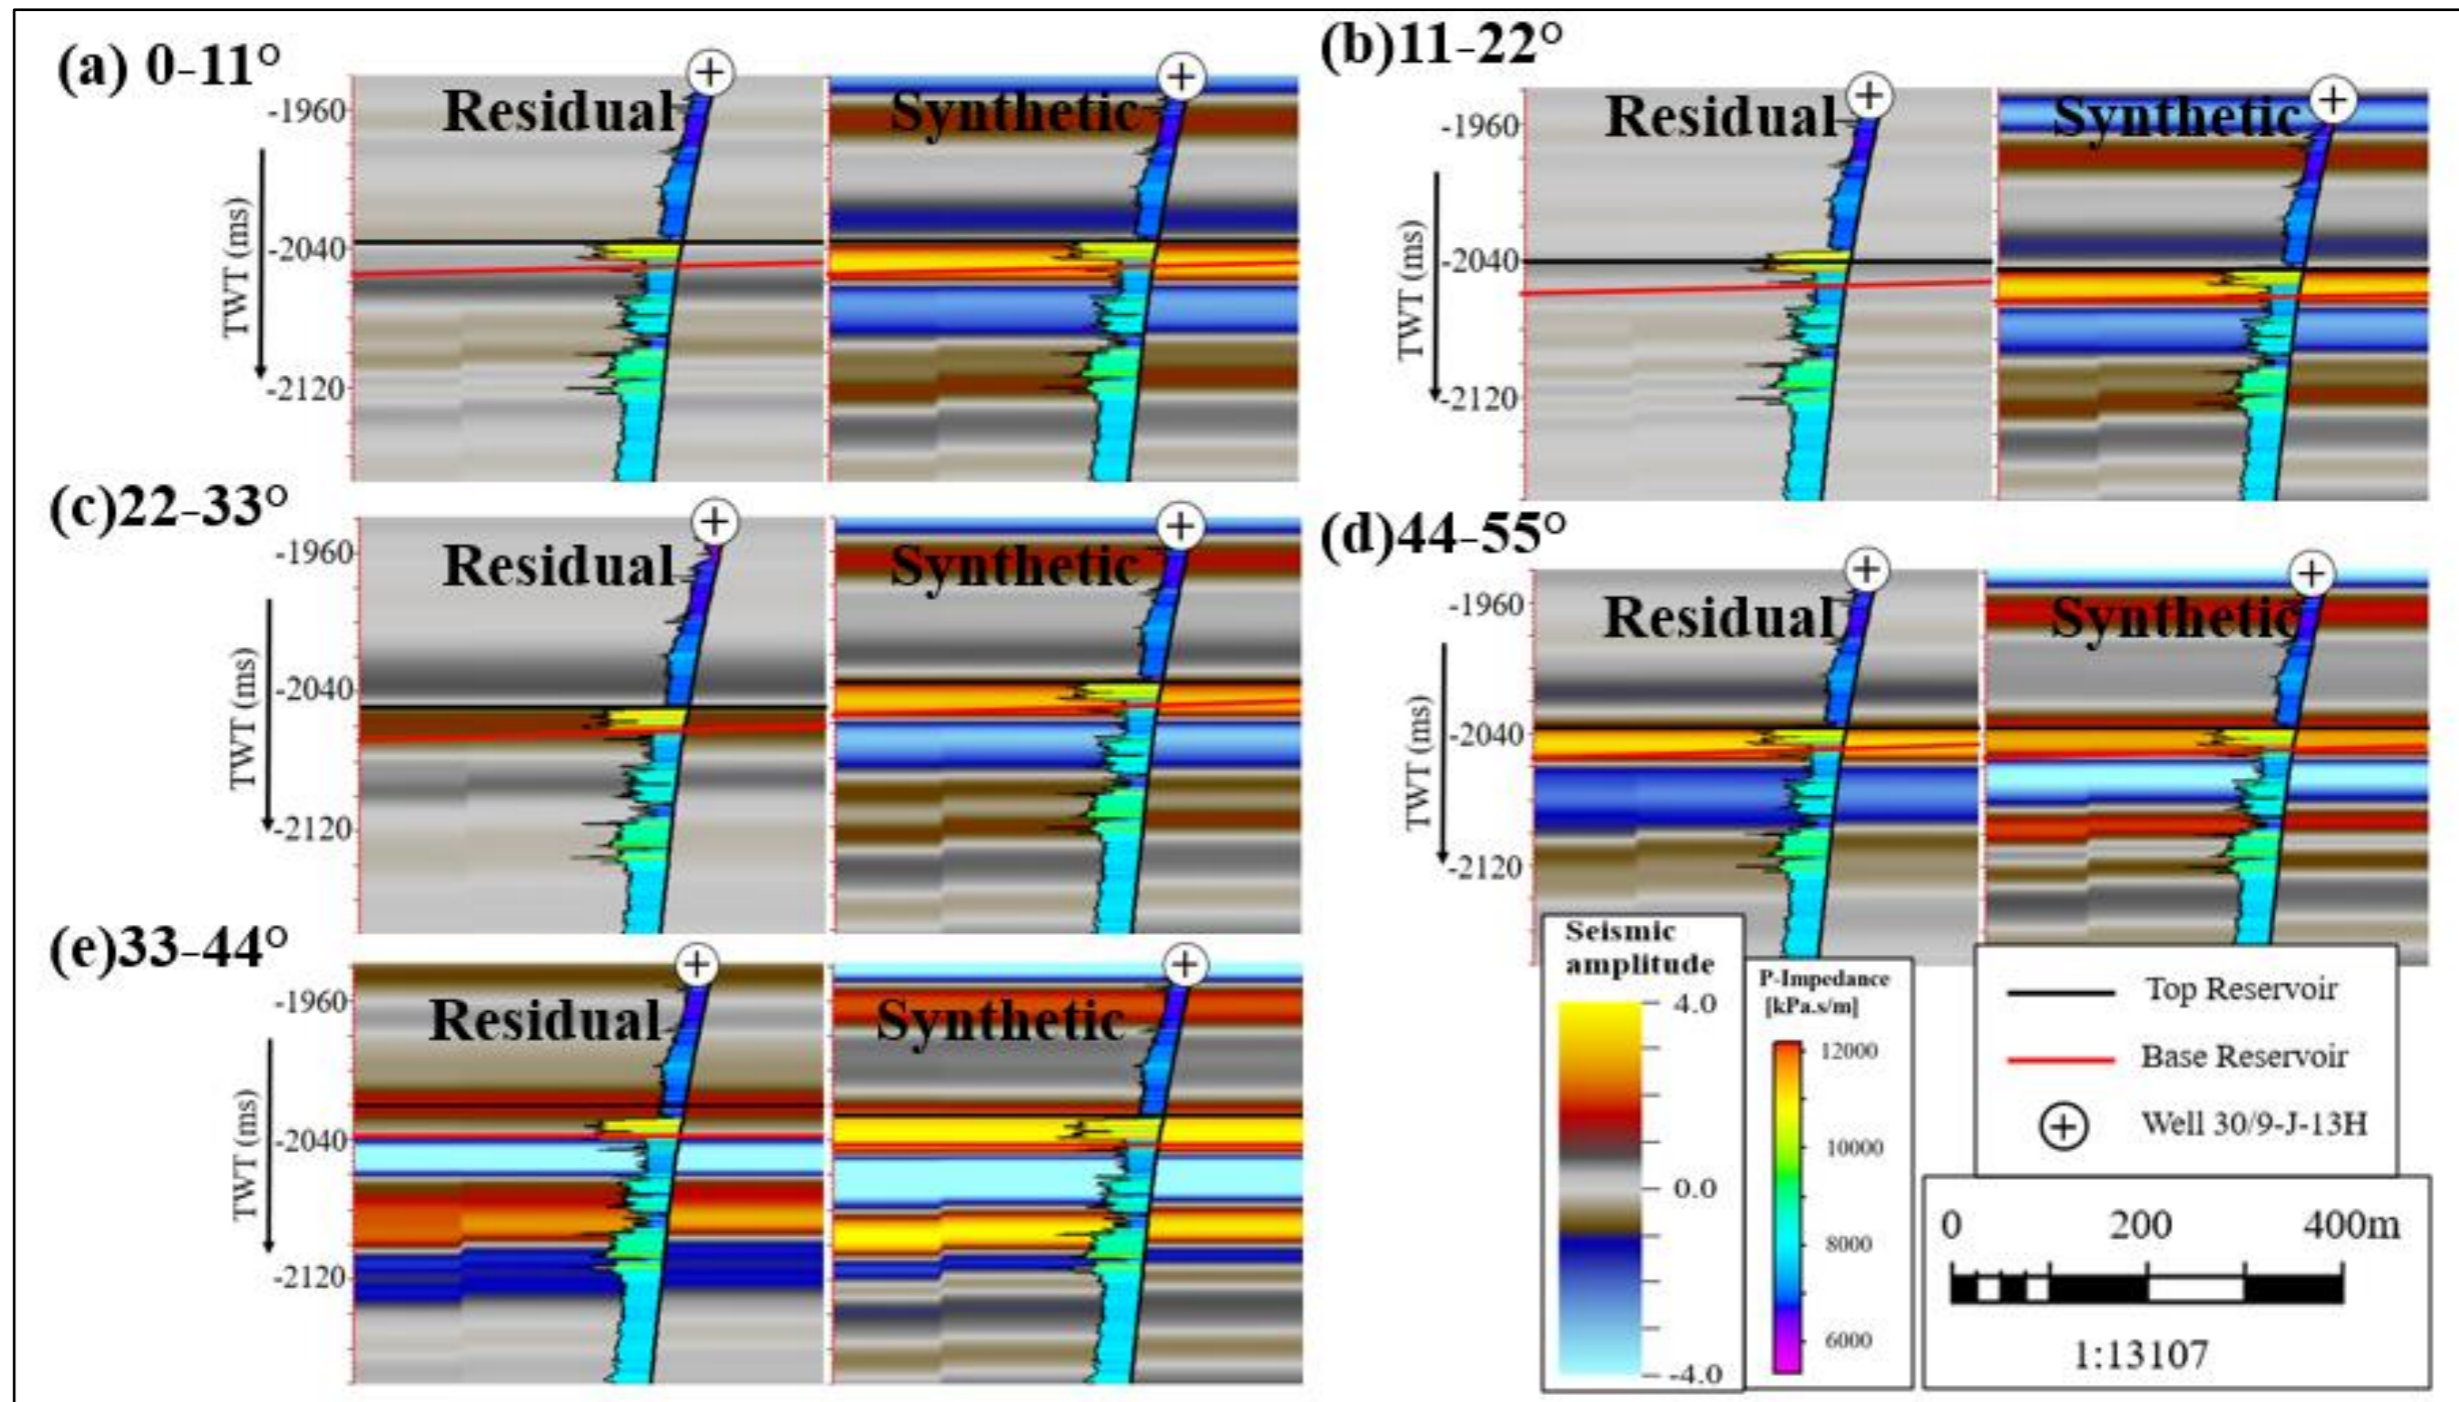 (a) 0-11°
Residual
Synthetic
-1960
-2040
-2120
TWT (ms)
(b)11-22°
Residual
Synthetic
-1960
-2040
-2120
TWT (ms)
(c)22-33°
Residual
Synthetic
-1960
-2040
-2120
TWT (ms)
(d)44-55°
Residual
Synthetic
-1960
-2040
-2120
TWT (ms)
(e)33-44°
Residual
Synthetic
-1960
-2040
-2120
TWT (ms)
Seismic
amplitude
4.0
0.0
-4.0
P-Impedance
[kPa.s/m]
12000
10000
8000
6000
Top Reservoir
Base Reservoir
Well 30/9-J-13H
0 200 400m
1:13107